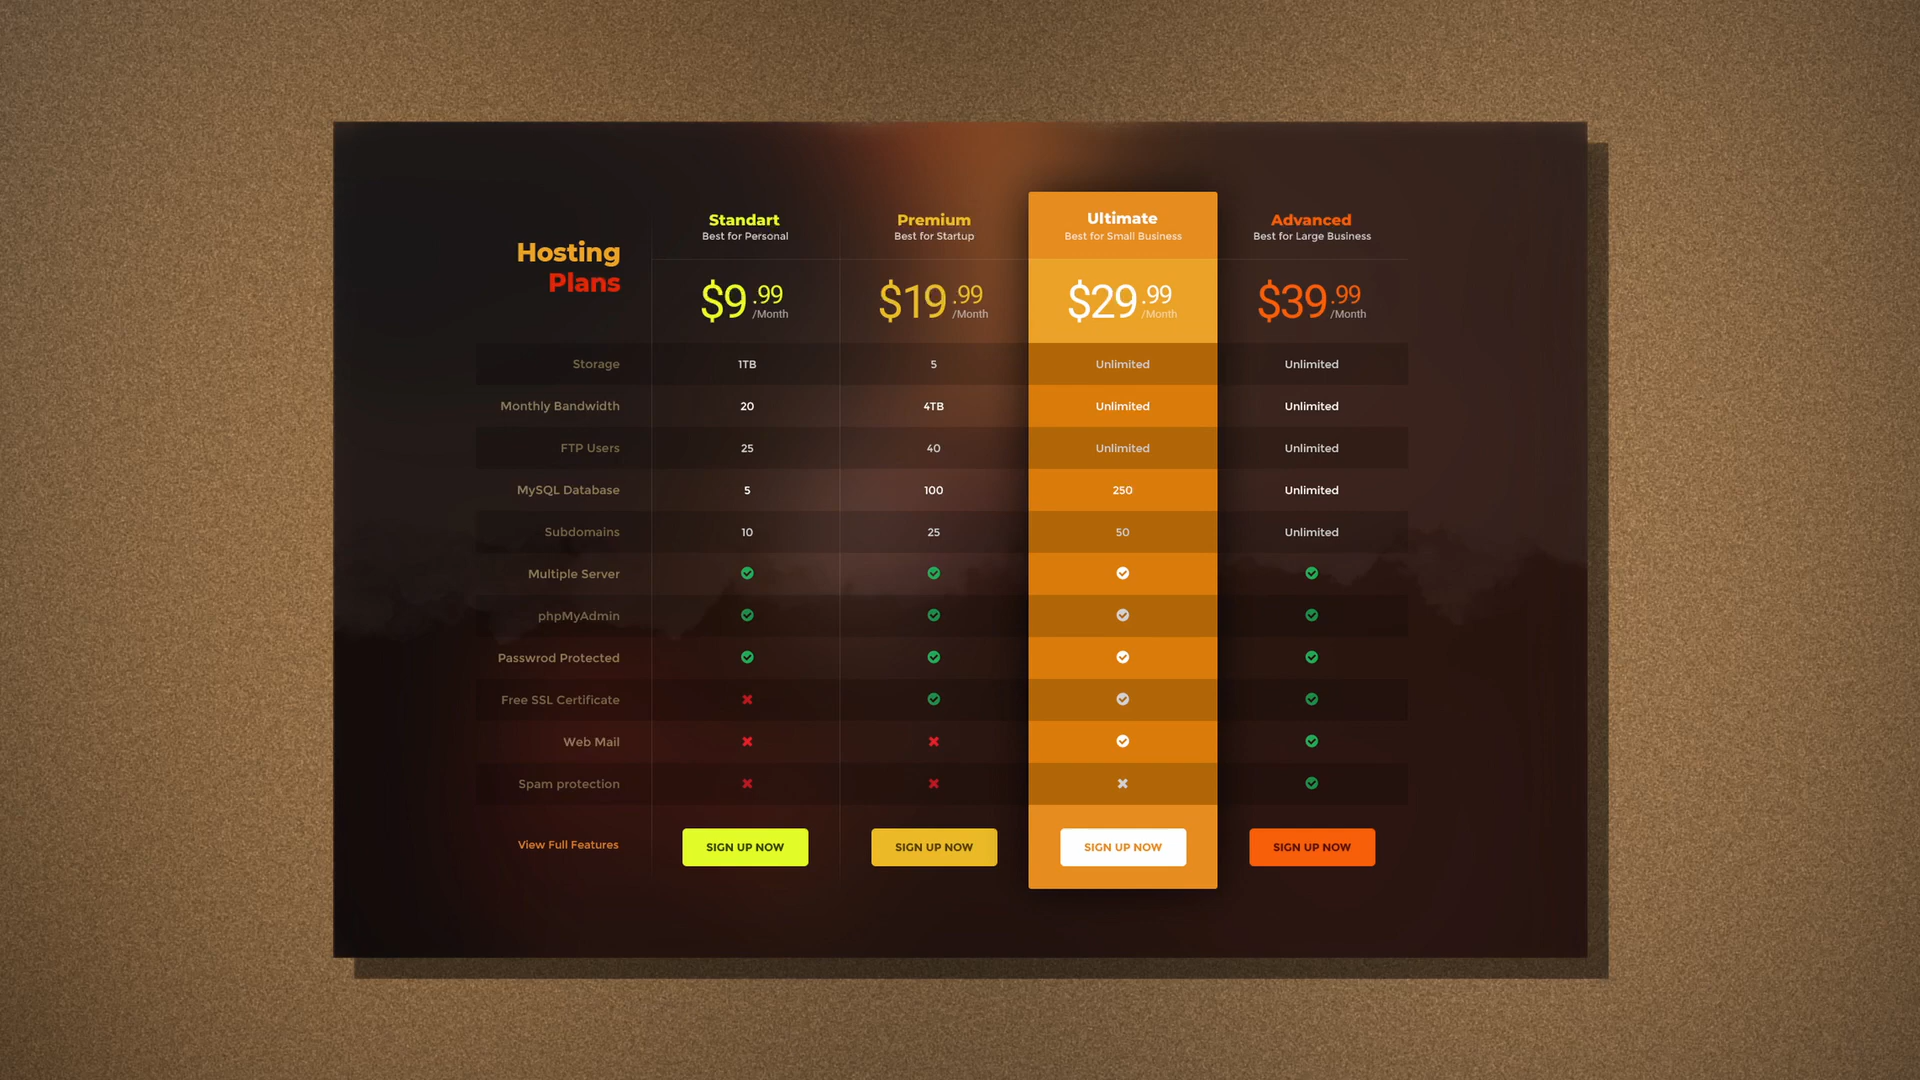 Hosting
Plans
Standart
Best for Personal
Premium
Best for Startup
Ultimate
Best for Small Business
Advanced
Best for Large Business
$9.99 /Month
$19.99 /Month
$29.99 /Month
$39.99 /Month
Storage 1TB 5 Unlimited Unlimited
Monthly Bandwidth 20 4TB Unlimited Unlimited
FTP Users 25 40 Unlimited Unlimited
MySQL Database 5 100 250 Unlimited
Subdomains 10 25 50 Unlimited
Multiple Server
phpMyAdmin
Passwrod Protected
Free SSL Certificate
Web Mail
Spam protection
View Full Features SIGN UP NOW SIGN UP NOW SIGN UP NOW SIGN UP NOW